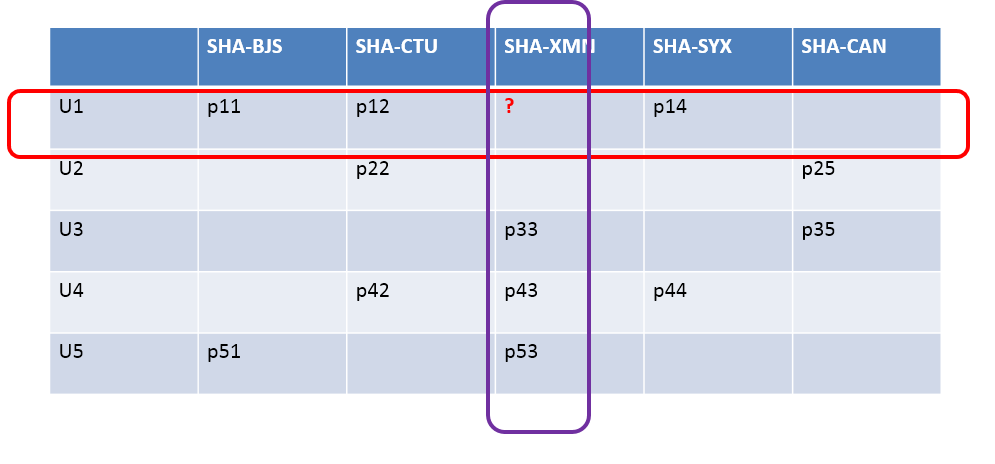 SHA-BJS SHA-CTU SHA-XMN SHA-SYX SHA-CAN
U1 p11 p12 ? p14
U2 p22 p25
U3 p33 p35
U4 p42 p43 p44
U5 p51 p53